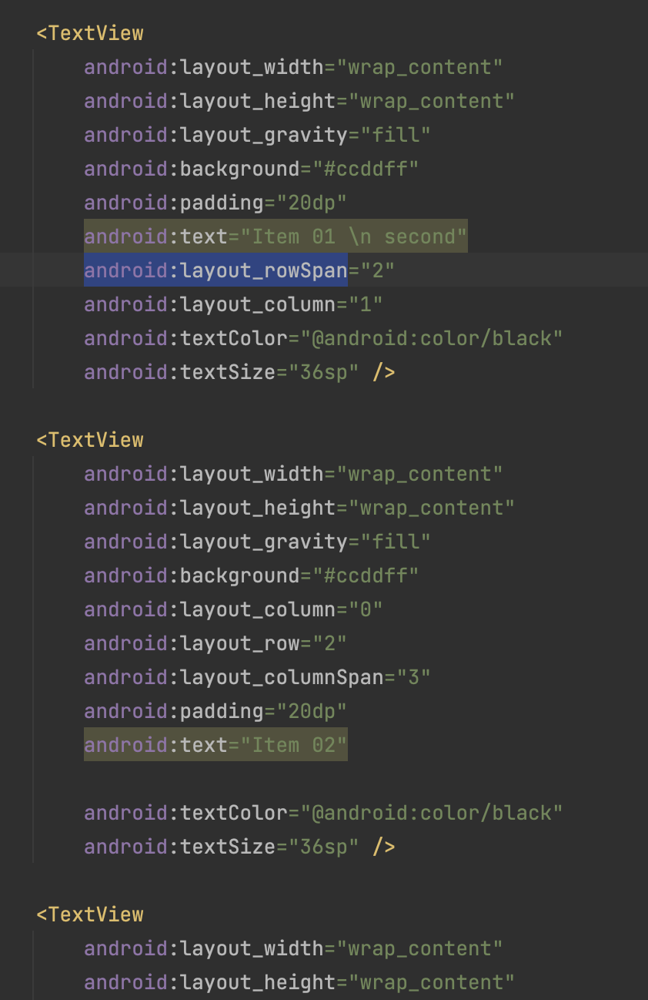 <TextView
android:layout_width="wrap_content"
android:layout_height="wrap_content"
android:layout_gravity="fill"
android:background="#ccddff"
android:padding="20dp"
android:text="Item 01 \n second"
android:layout_rowSpan="2"
android:layout_column="1"
android:textColor="@android:color/black"
android:textSize="36sp" />
<TextView
android:layout_width="wrap_content"
android:layout_height="wrap_content"
android:layout_gravity="fill"
android:background="#ccddff"
android:layout_column="0"
android:layout_row="2"
android:layout_columnSpan="3"
android:padding="20dp"
android:text="Item 02"
android:textColor="@android:color/black"
android:textSize="36sp" />
<TextView
android:layout_width="wrap_content"
android:layout_height="wrap_content"